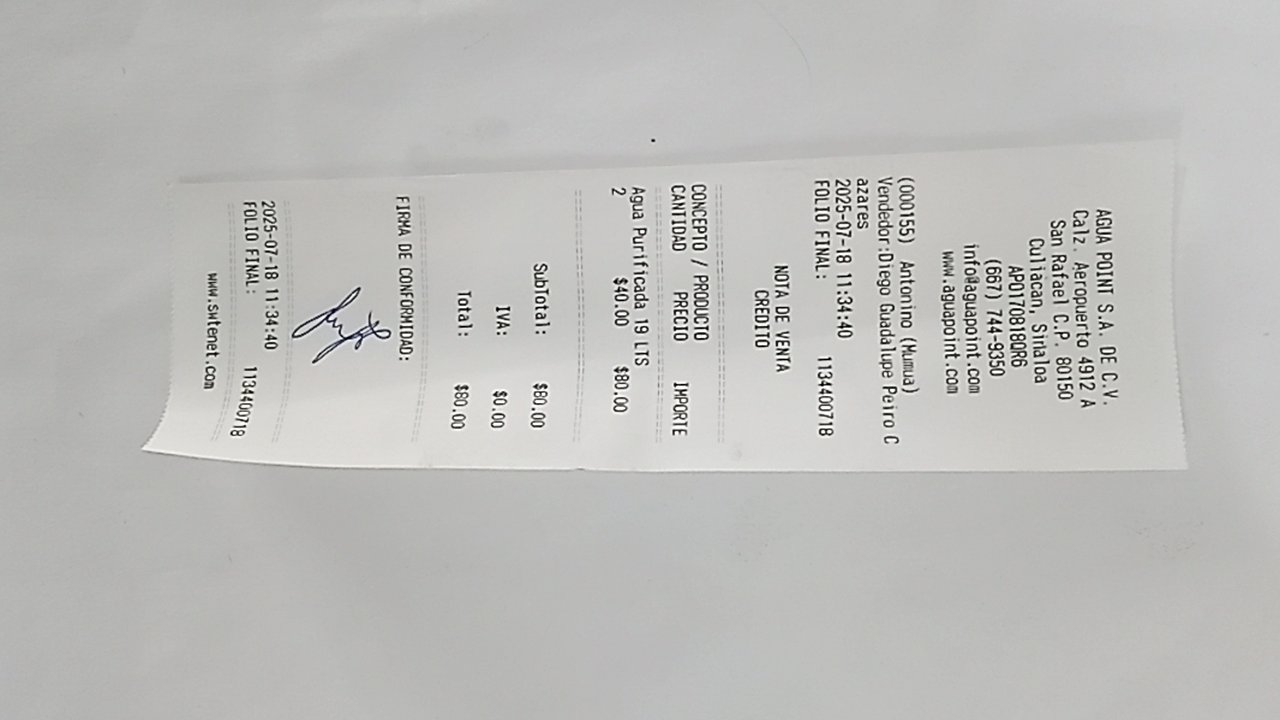 AGUA POINT S.A. DE C.V.
Calz. Aeropuerto 4912 A
San Rafael C.P. 80150
Culiacan, Sinaloa
APO170818QR6
(667) 744-9350
info@aguapoint.com
www.aguapoint.com
(000155) Antonino (Mumua)
Vendedor:Diego Guadalupe Peiro C
azares
2025-07-18 11:34:40
FOLIO FINAL: 1134400718
NOTA DE VENTA
CREDITO
CONCEPTO / PRODUCTO
CANTIDAD PRECIO IMPORTE
Agua Purificada 19 LTS
2 $40.00 $80.00
SubTotal: $80.00
IVA: $0.00
Total: $80.00
FIRMA DE CONFORMIDAD:
2025-07-18 11:34:40
FOLIO FINAL: 1134400718
www.swtenet.com